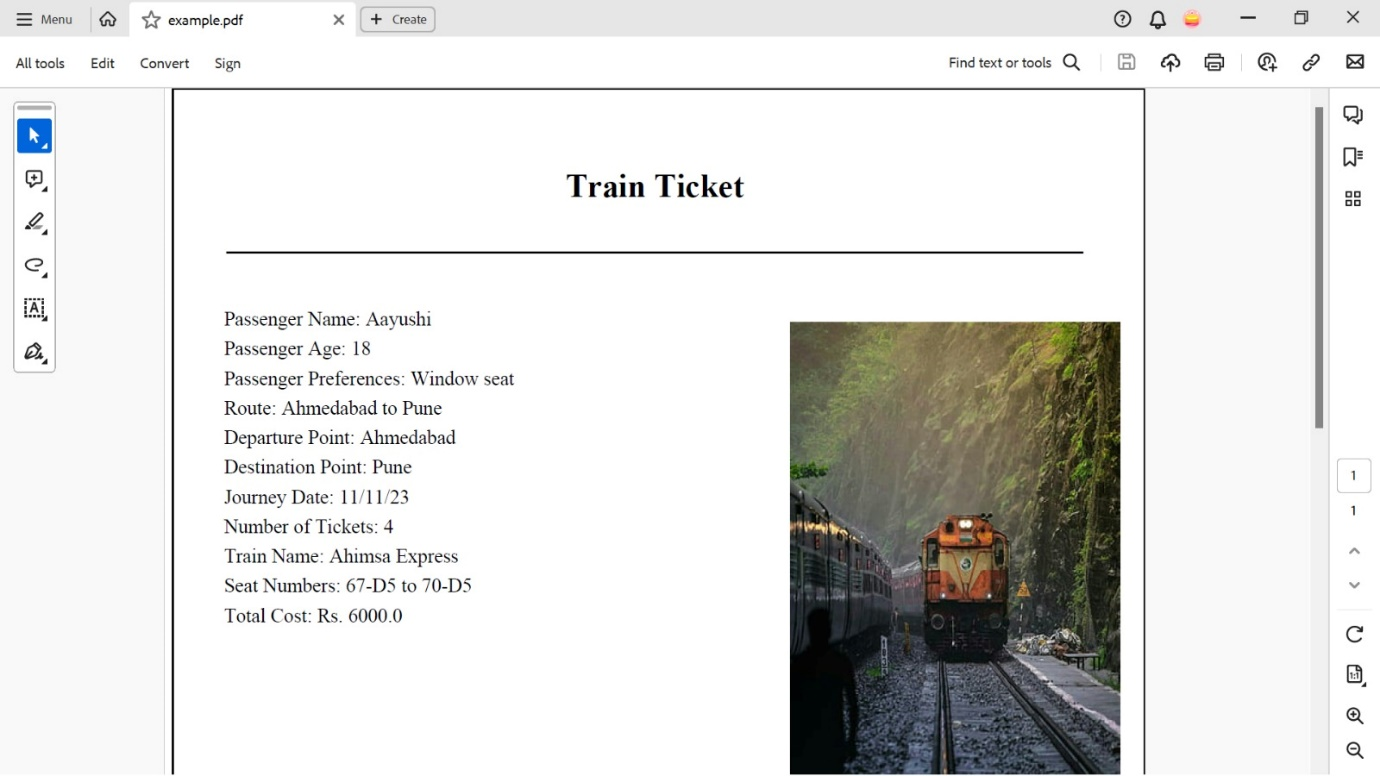 Menu
example.pdf
Create
All tools
Edit
Convert
Sign
Find text or tools
Train Ticket
Passenger Name: Aayushi
Passenger Age: 18
Passenger Preferences: Window seat
Route: Ahmedabad to Pune
Departure Point: Ahmedabad
Destination Point: Pune
Journey Date: 11/11/23
Number of Tickets: 4
Train Name: Ahimsa Express
Seat Numbers: 67-D5 to 70-D5
Total Cost: Rs. 6000.0
1
1